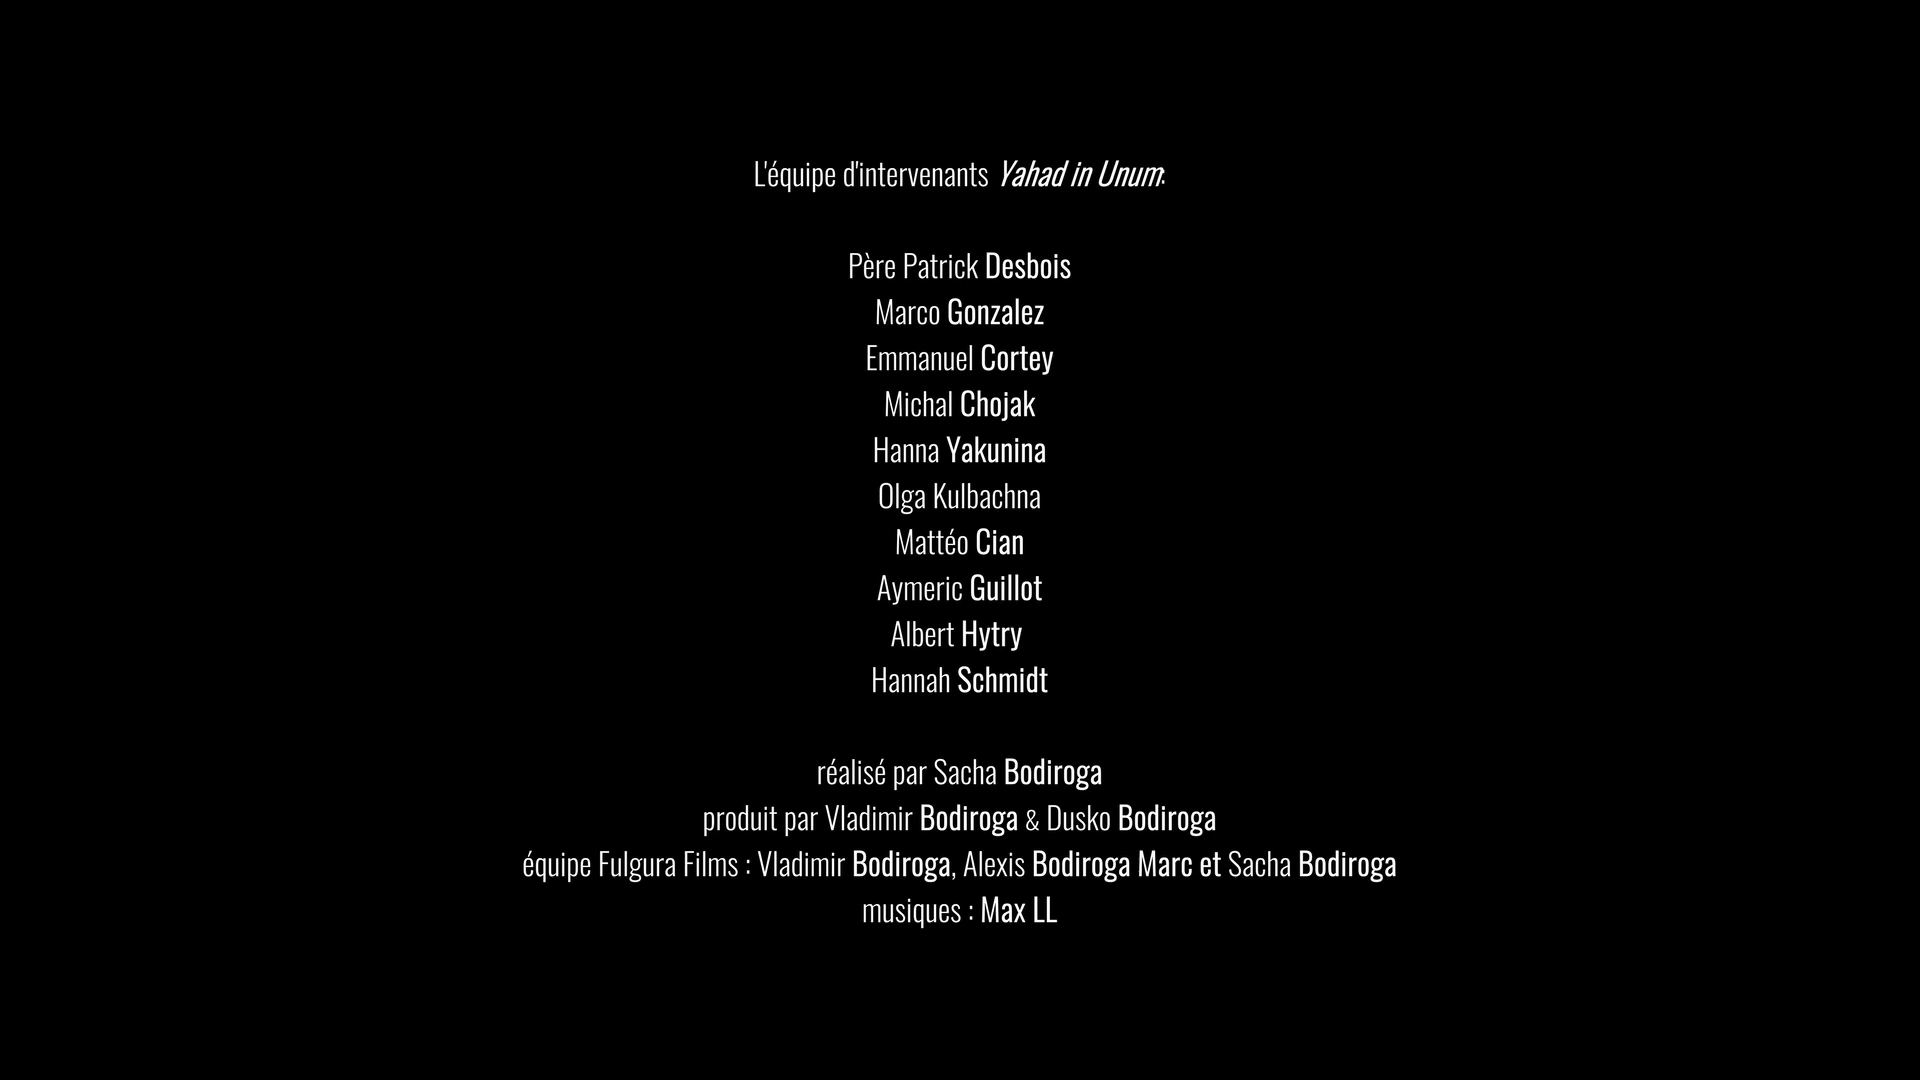 L'équipe d'intervenants Yahad in Unum:
Père Patrick Desbois
Marco Gonzalez
Emmanuel Cortey
Michal Chojak
Hanna Yakunina
Olga Kulbachna
Mattéo Cian
Aymeric Guillot
Albert Hytry
Hannah Schmidt
réalisé par Sacha Bodiroga
produit par Vladimir Bodiroga & Dusko Bodiroga
équipe Fulgura Films : Vladimir Bodiroga, Alexis Bodiroga Marc et Sacha Bodiroga
musiques : Max LL